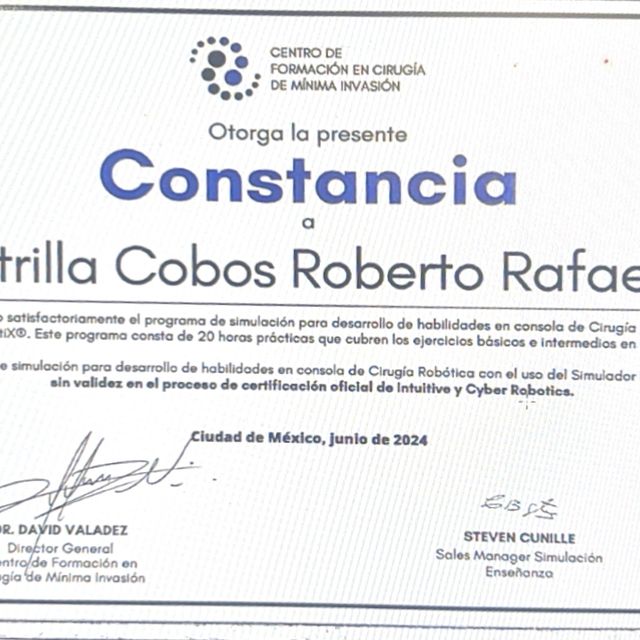 CENTRO DE
FORMACIÓN EN CIRUGÍA
DE MÍNIMA INVASIÓN
Otorga la presente
Constancia
a
trilla Cobos Roberto Rafae
o satisfactoriamente el programa de simulación para desarrollo de habilidades en consola de Cirugía
tiX®. Este programa consta de 20 horas prácticas que cubren los ejercicios básicos e intermedios en
e simulación para desarrollo de habilidades en consola de Cirugía Robótica con el uso del Simulador
sin validez en el proceso de certificación oficial de Intuitive y Cyber Robotics.
Ciudad de México, junio de 2024
DR. DAVID VALADEZ
Director General
entro de Formación en
gía de Mínima Invasión
STEVEN CUNILLE
Sales Manager Simulación
Enseñanza